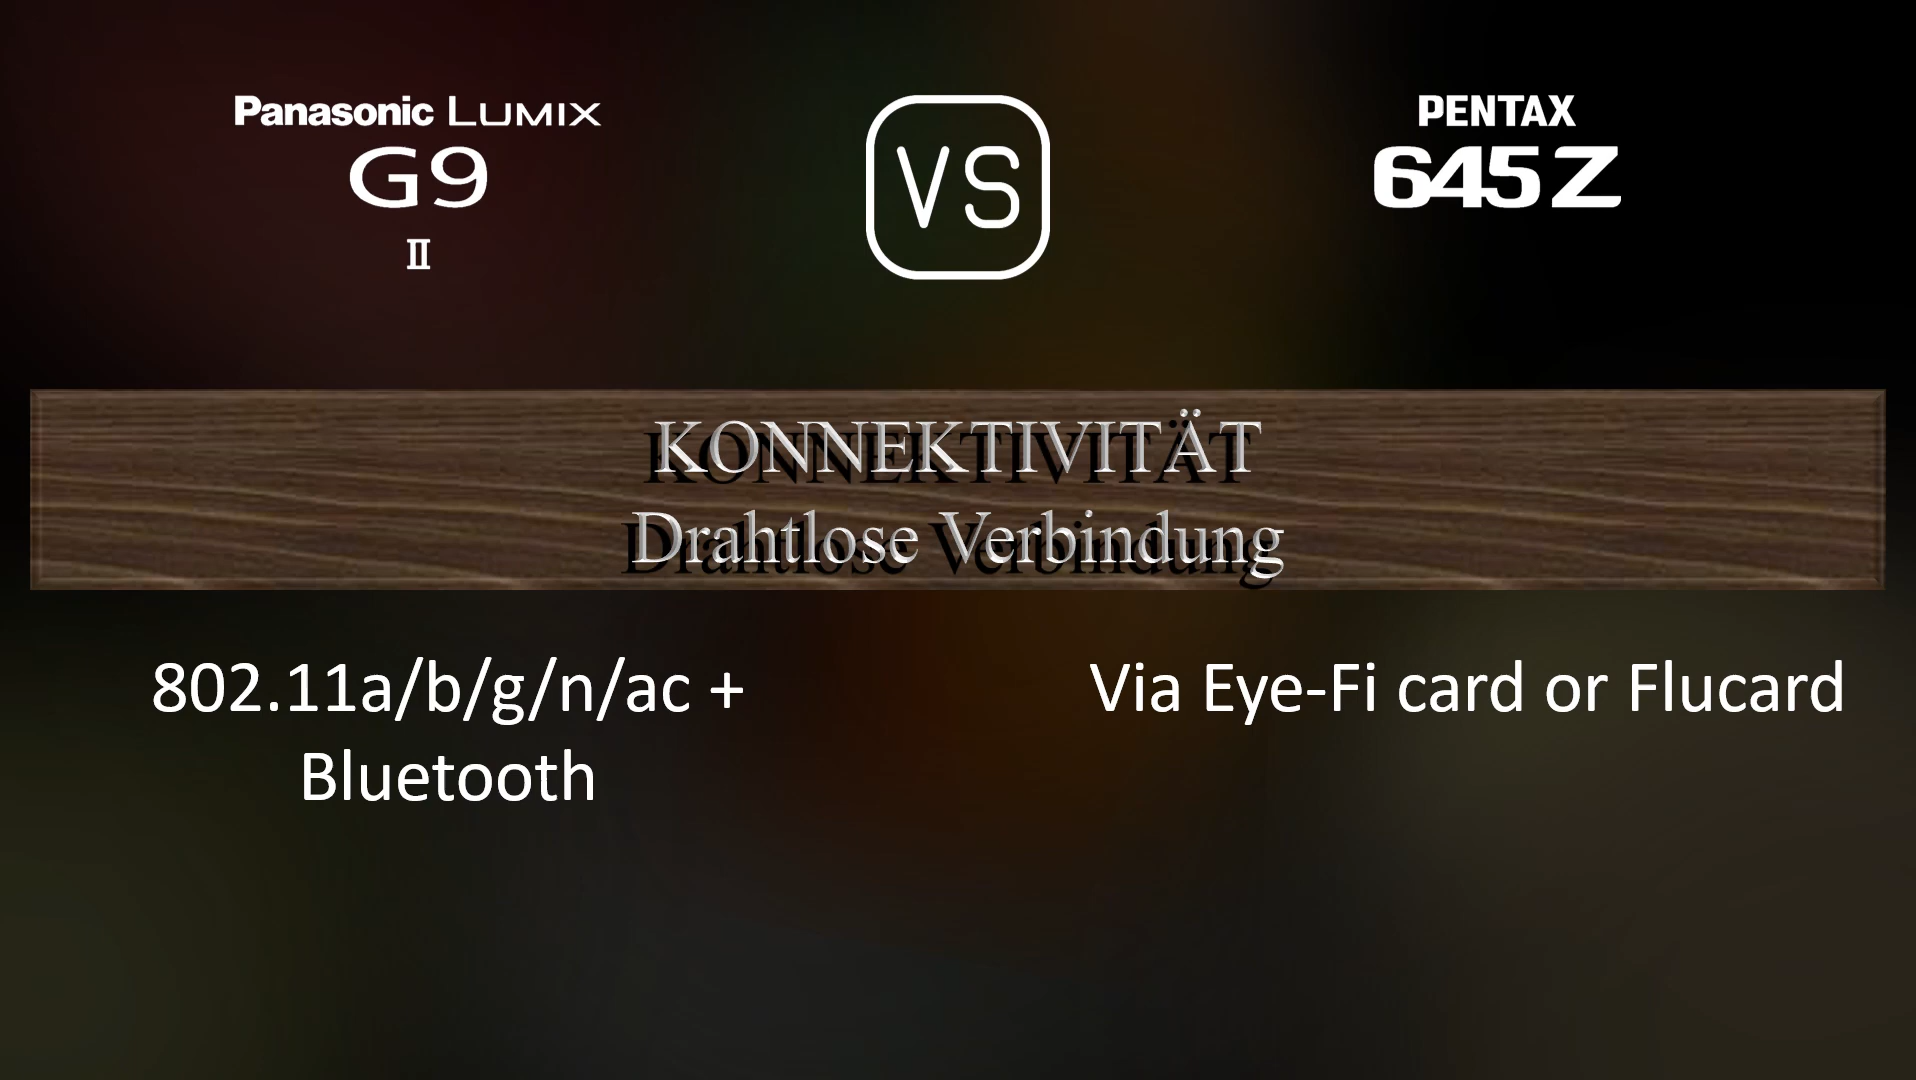 Panasonic LUMIX
G9
II
VS
PENTAX
645Z
KONNEKTIVITÄT
Drahtlose Verbindung
802.11a/b/g/n/ac +
Bluetooth
Via Eye-Fi card or Flucard